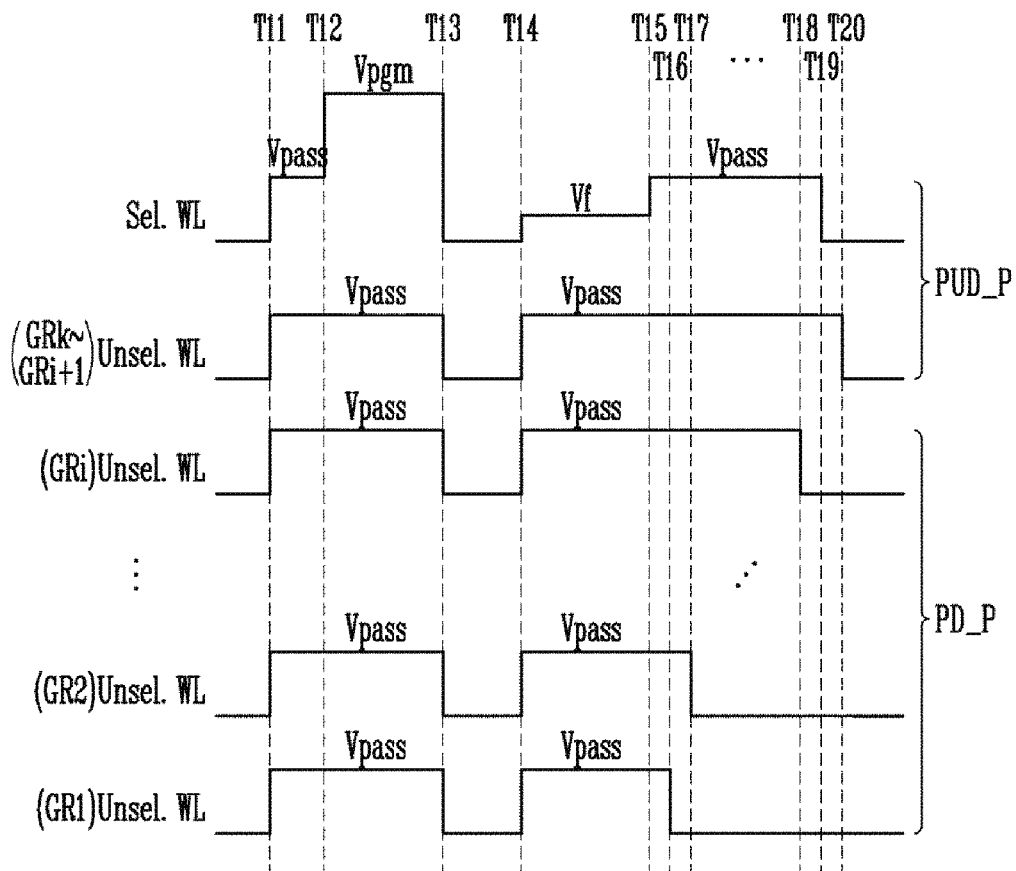 T11 T12 T13 T14 T15 T17 T18 T20
T16 ··· T19
Vpgm
Vpass Vpass
Sel. WL Vf
PUD_P
Vpass Vpass
(GRk~
GRi+1) Unsel. WL
Vpass Vpass
(GRi)Unsel. WL
Vpass Vpass
PD_P
(GR2)Unsel. WL
Vpass Vpass
(GR1)Unsel. WL